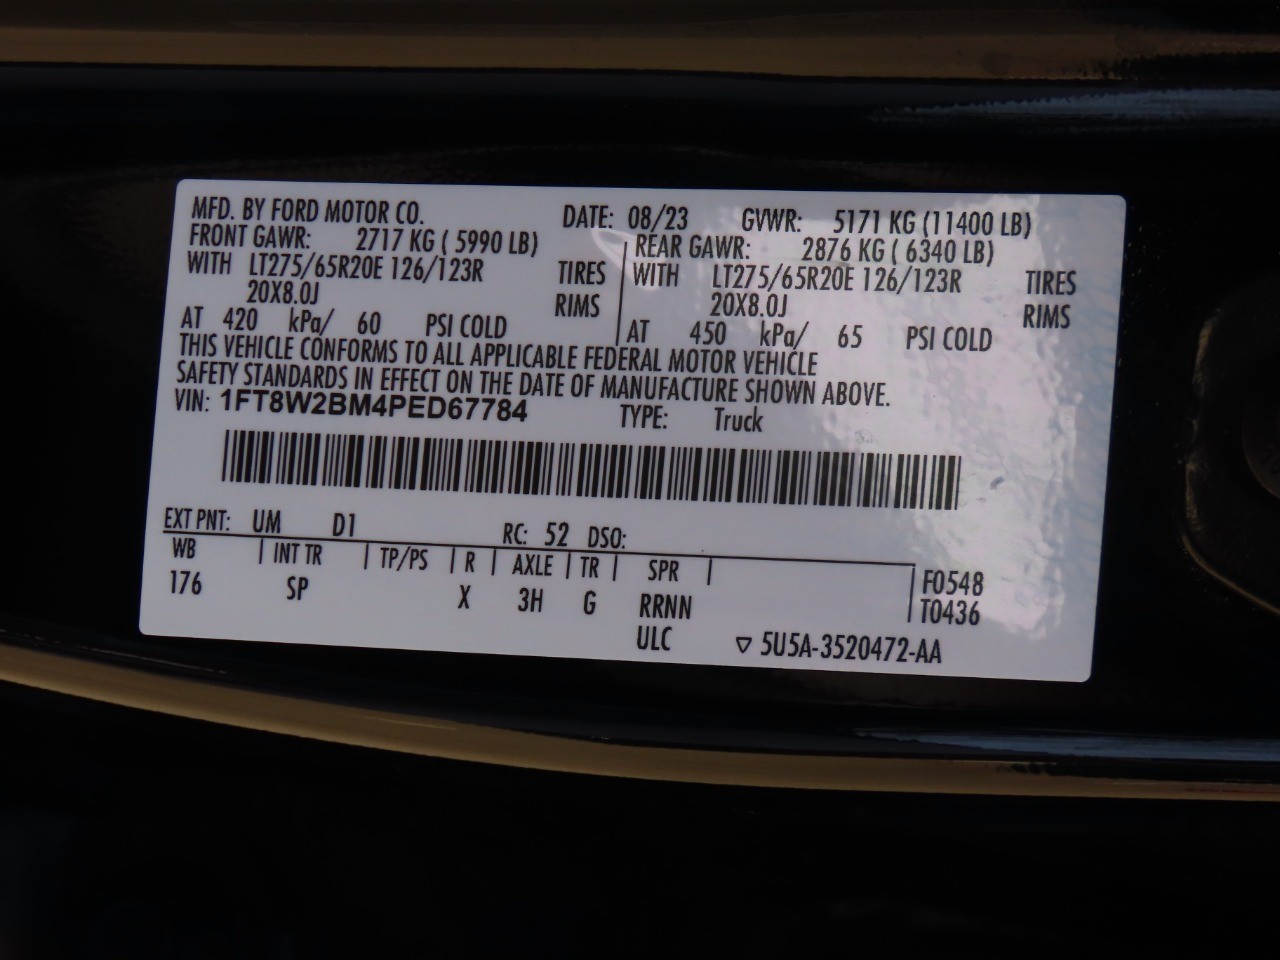 MFD. BY FORD MOTOR CO. DATE: 08/23 GVWR: 5171 KG (11400 LB)
FRONT GAWR: 2717 KG ( 5990 LB) REAR GAWR: 2876 KG ( 6340 LB)
WITH LT275/65R20E 126/123R TIRES WITH LT275/65R20E 126/123R TIRES
20X8.0J RIMS 20X8.0J RIMS
AT 420 kPa/ 60 PSI COLD AT 450 kPa/ 65 PSI COLD
THIS VEHICLE CONFORMS TO ALL APPLICABLE FEDERAL MOTOR VEHICLE
SAFETY STANDARDS IN EFFECT ON THE DATE OF MANUFACTURE SHOWN ABOVE.
VIN: 1FT8W2BM4PED67784 TYPE: Truck
EXT PNT: UM D1 RC: 52 DSO:
WB INT TR TP/PS R AXLE TR SPR F0548
176 SP X 3H G RRNN T0436
ULC ▽ 5U5A-3520472-AA